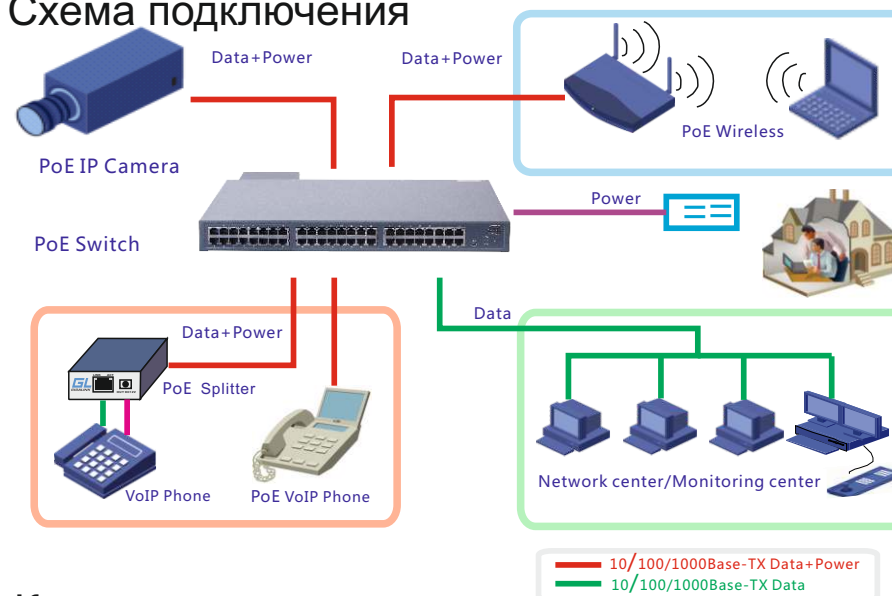 Схема подключения
Data+Power
Data+Power
PoE Wireless
PoE IP Camera
Power
PoE Switch
Data
Data+Power
GL
PoE Splitter
VoIP Phone
PoE VoIP Phone
Network center/Monitoring center
10/100/1000Base-TX Data+Power
10/100/1000Base-TX Data